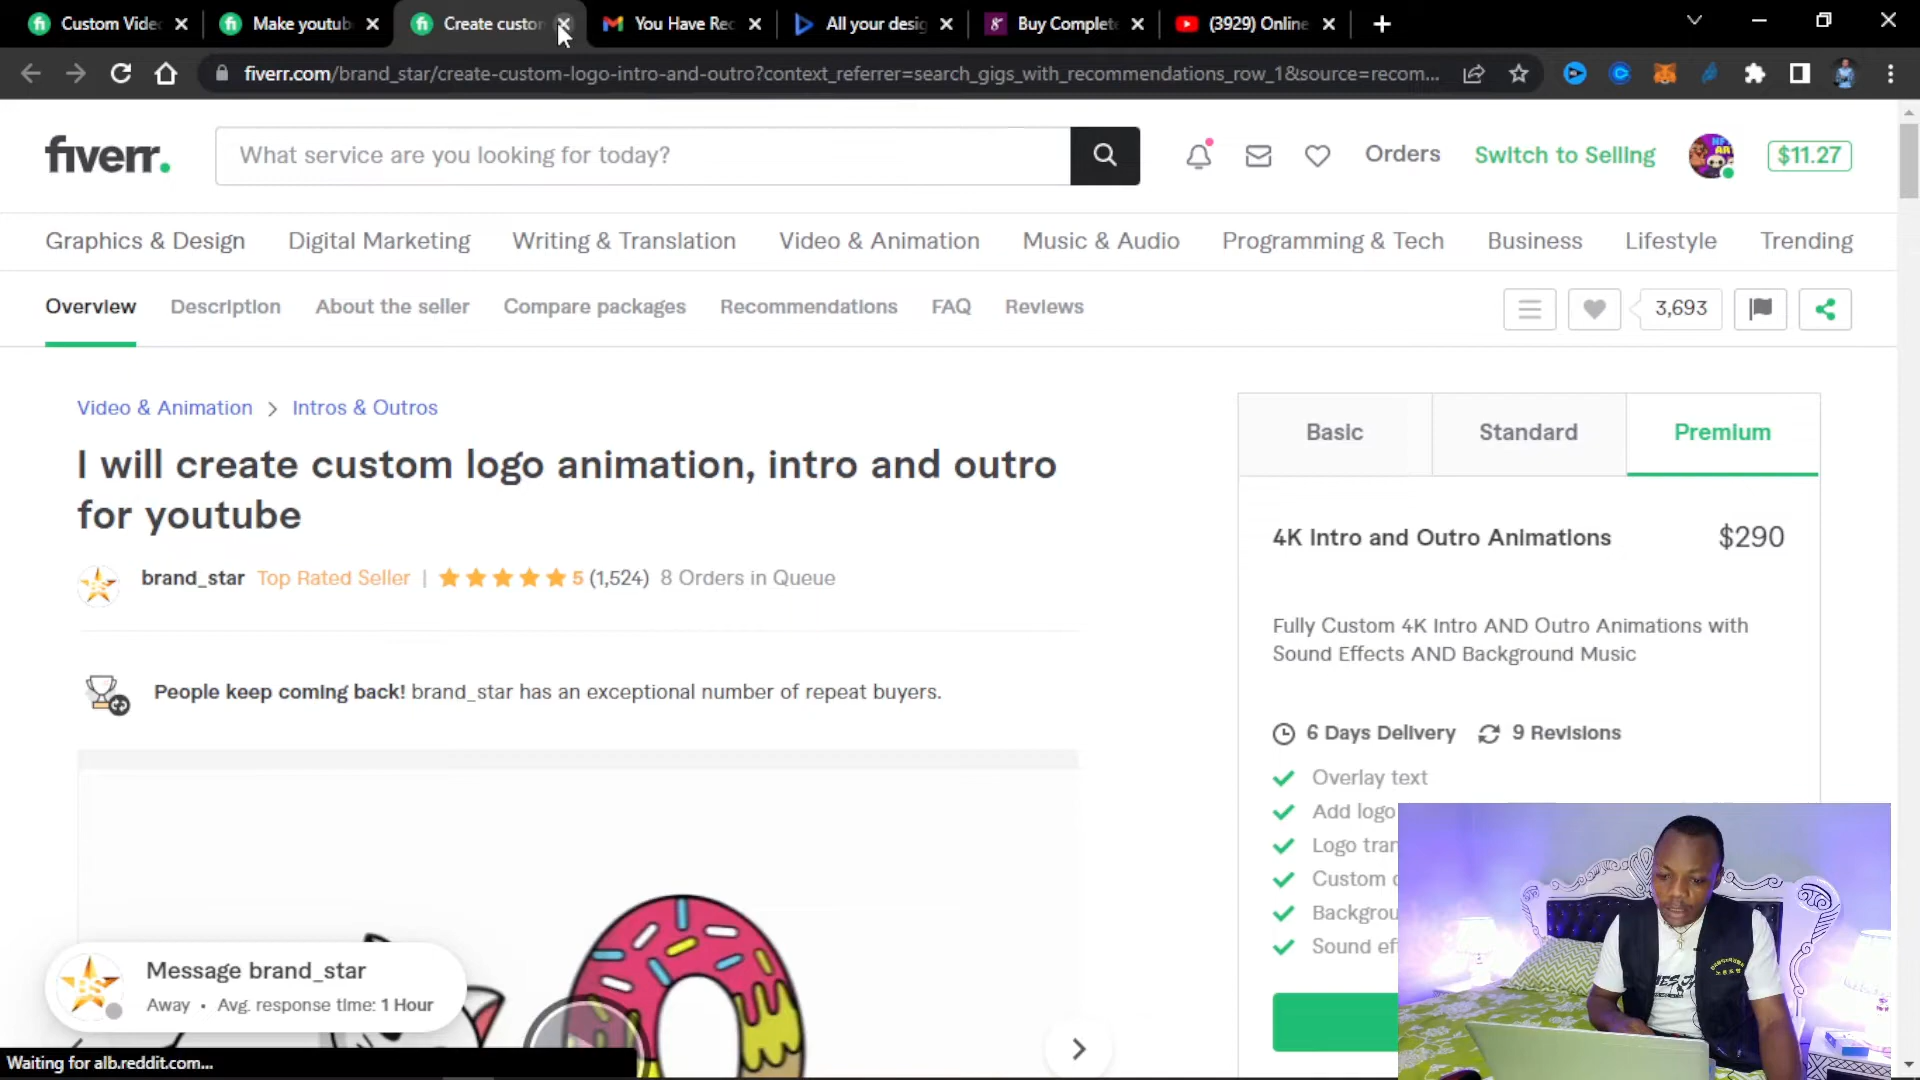 Custom Vide
Make youtub
Create custo
You Have Rec
All your desig
Buy Complet
(3929) Online
fiverr.com/brand_star/create-custom-logo-intro-and-outro?context_referrer=search_gigs_with_recommendations_row_1&source=recom...
fiverr.
What service are you looking for today?
Orders
Switch to Selling
$11.27
Graphics & Design
Digital Marketing
Writing & Translation
Video & Animation
Music & Audio
Programming & Tech
Business
Lifestyle
Trending
Overview
Description
About the seller
Compare packages
Recommendations
FAQ
Reviews
3,693
Video & Animation > Intros & Outros
I will create custom logo animation, intro and outro
for youtube
brand_star Top Rated Seller | 5 (1,524) 8 Orders in Queue
People keep coming back! brand_star has an exceptional number of repeat buyers.
Message brand_star
Away • Avg. response time: 1 Hour
Waiting for alb.reddit.com...
Basic
Standard
Premium
4K Intro and Outro Animations
$290
Fully Custom 4K Intro AND Outro Animations with
Sound Effects AND Background Music
6 Days Delivery
9 Revisions
Overlay text
Add logo
Logo tran
Custom
Backgrou
Sound ef